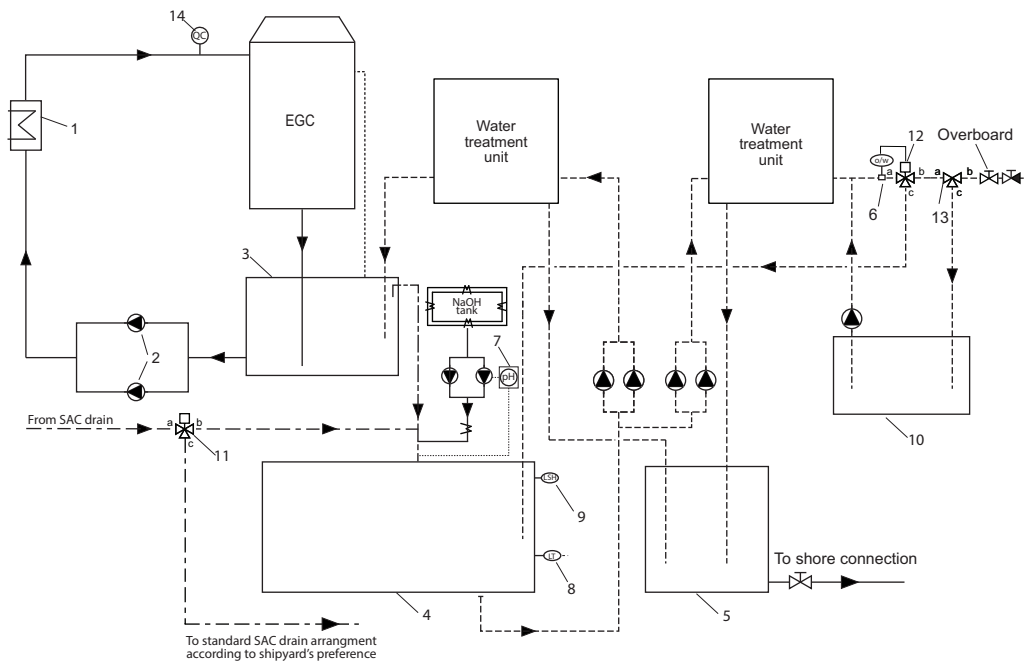 14
QC
EGC
1
Water
treatment
unit
Water
treatment
unit
12
Overboard
o/w
a
b
c
a
b
c
6
13
3
NaOH
tank
7
pH
2
From SAC drain
a
b
c
11
10
LSH
9
LT
8
To shore connection
4
5
To standard SAC drain arrangment
according to shipyard's preference